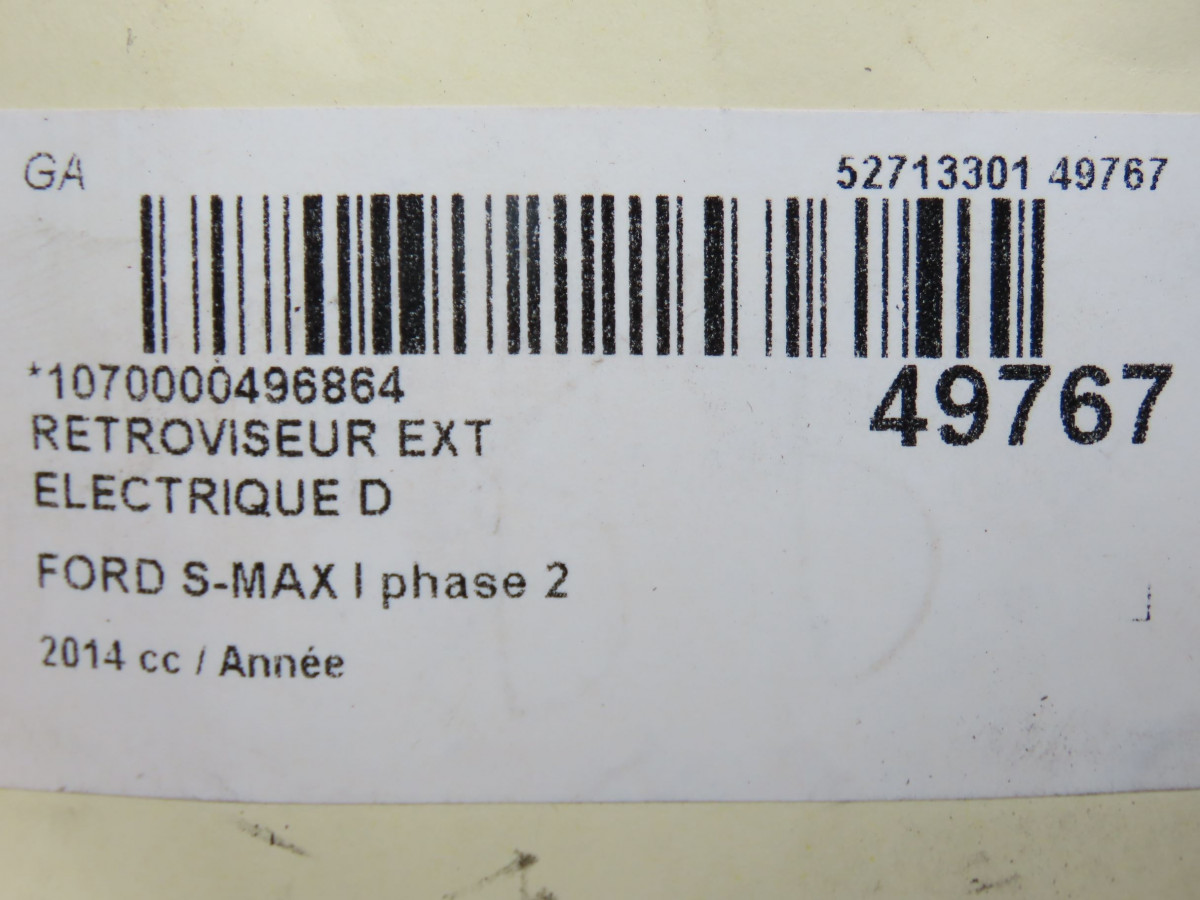 GA
52713301 49767
*1070000496864
49767
RETROVISEUR EXT
ELECTRIQUE D
FORD S-MAX I phase 2
2014 cc / Année